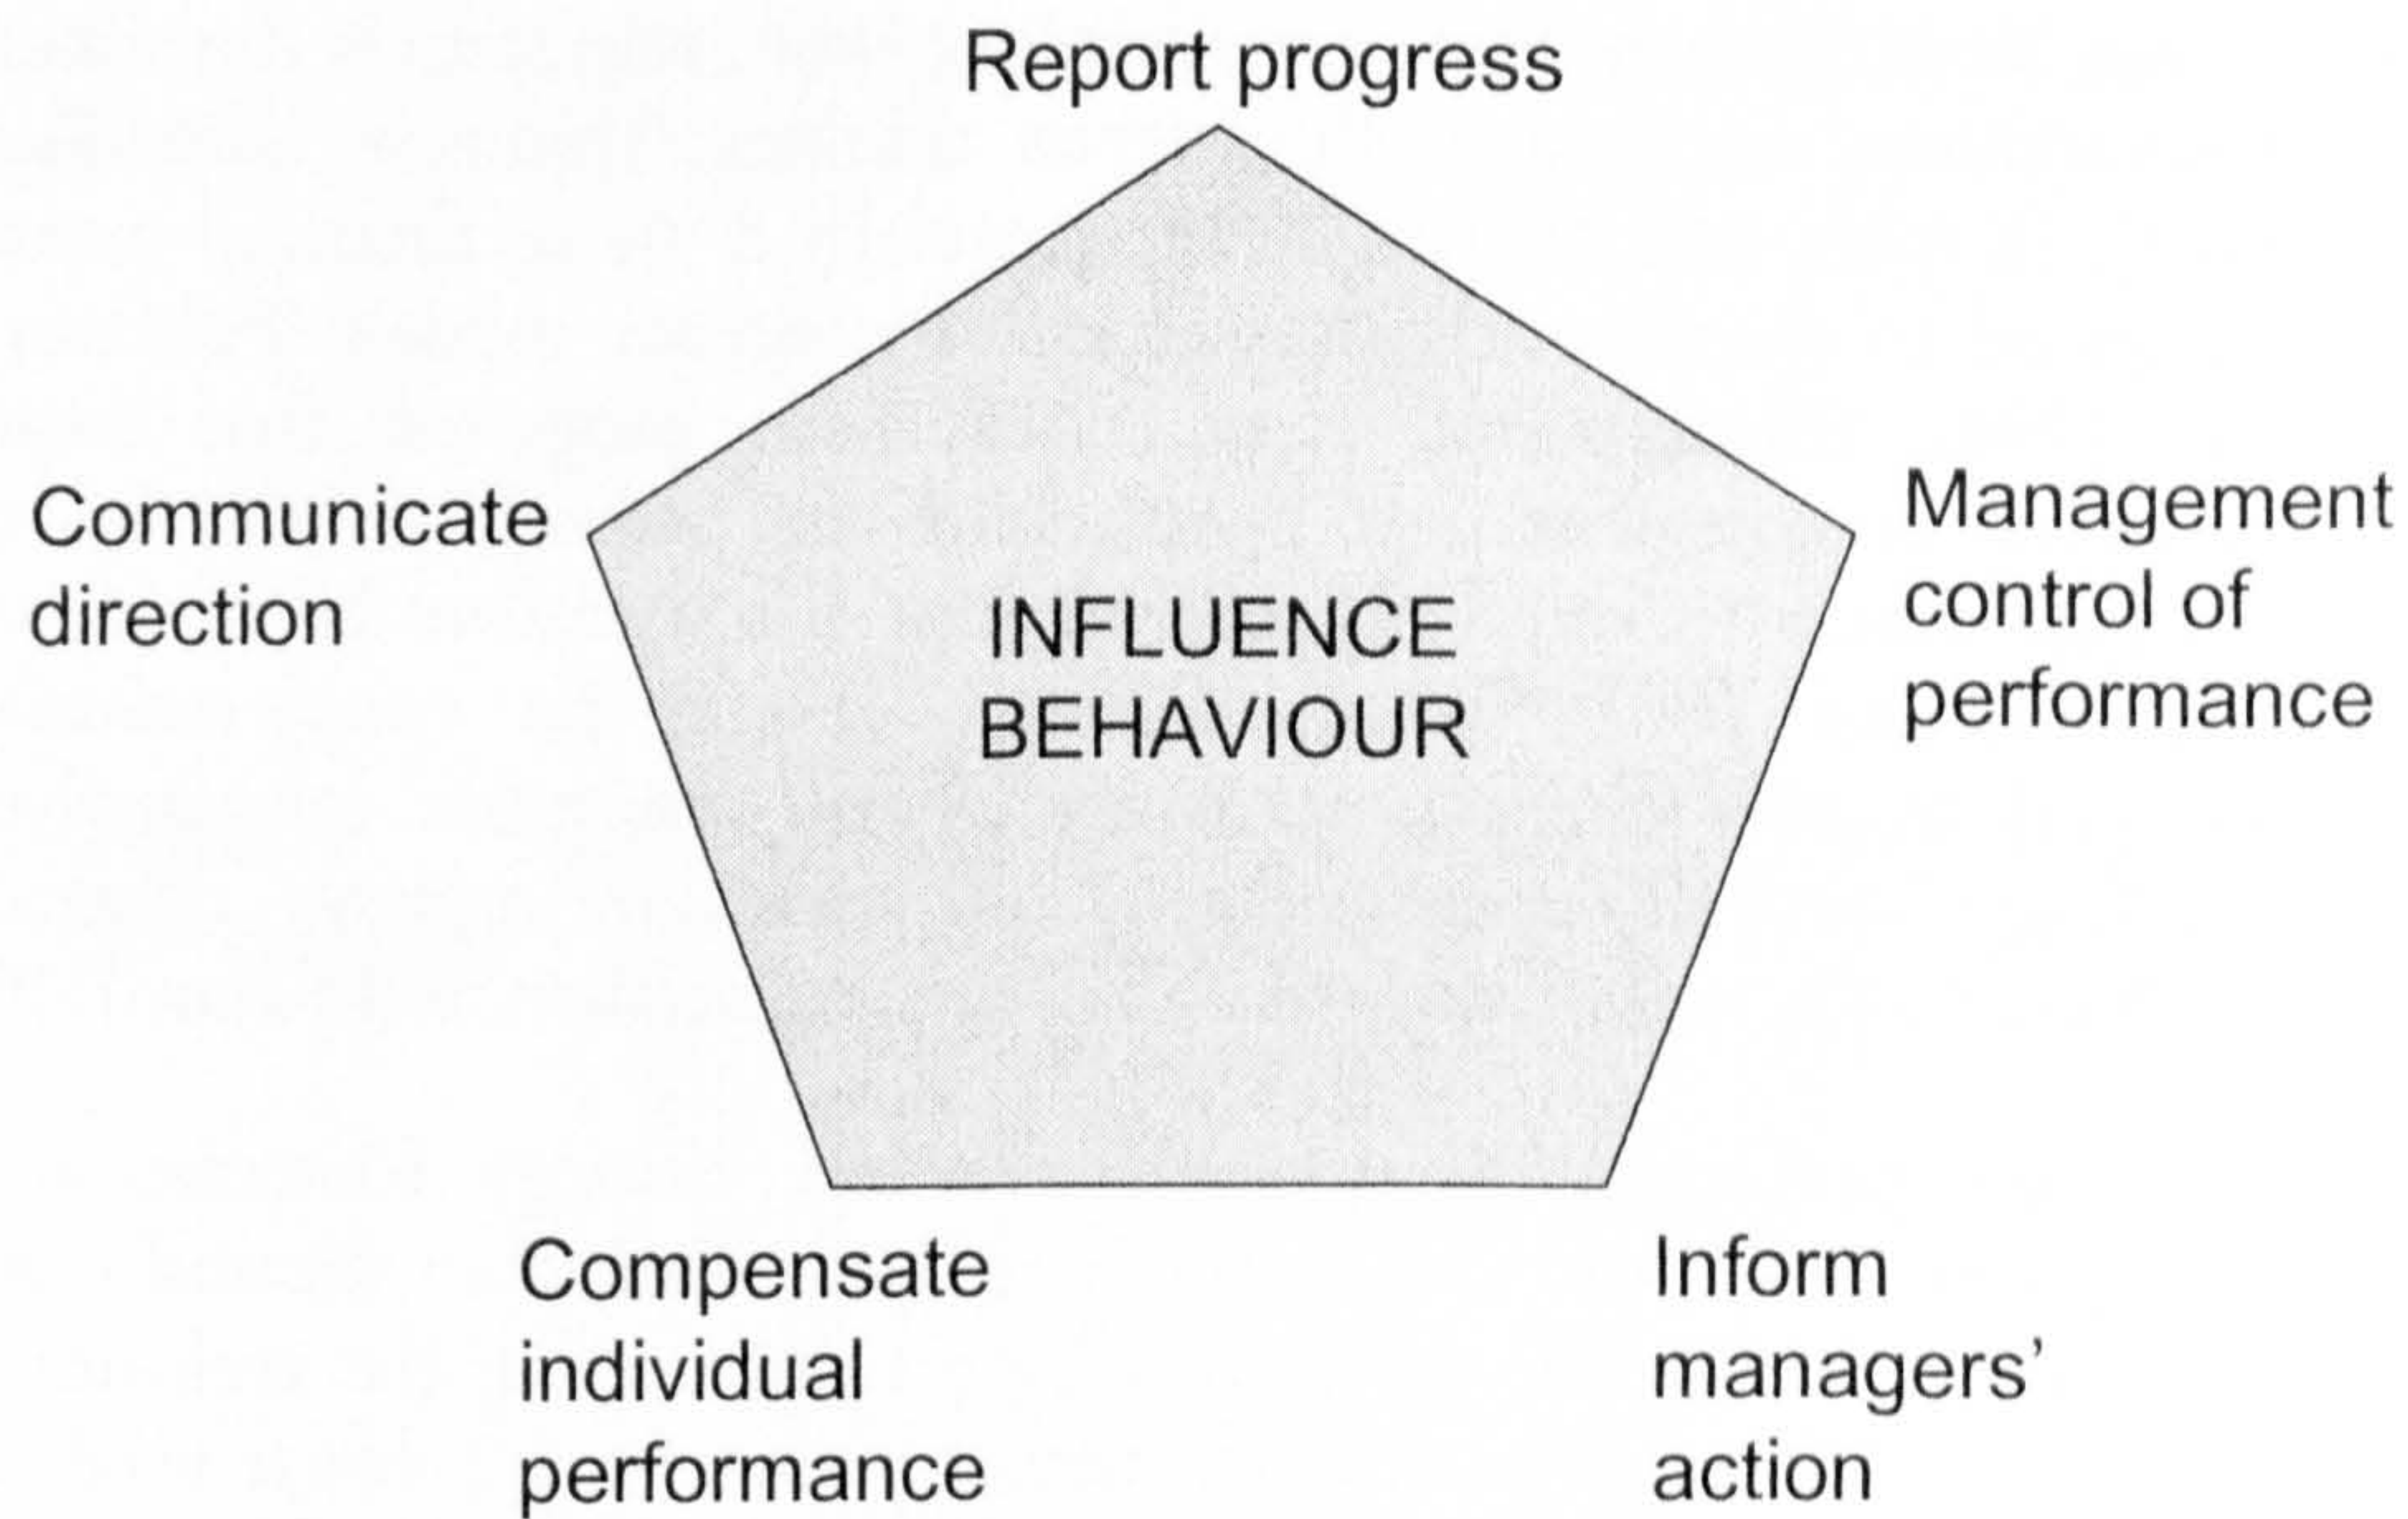 Report progress
Communicate
direction
INFLUENCE
BEHAVIOUR
Management
control of
performance
Compensate
individual
performance
Inform
managers’
action